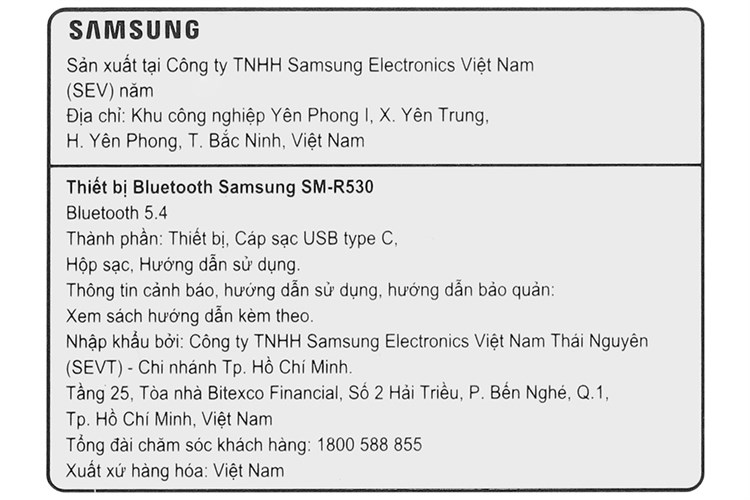 SAMSUNG
Sản xuất tại Công ty TNHH Samsung Electronics Việt Nam
(SEV) năm
Địa chỉ: Khu công nghiệp Yên Phong I, X. Yên Trung,
H. Yên Phong, T. Bắc Ninh, Việt Nam
Thiết bị Bluetooth Samsung SM-R530
Bluetooth 5.4
Thành phần: Thiết bị, Cáp sạc USB type C,
Hộp sạc, Hướng dẫn sử dụng.
Thông tin cảnh báo, hướng dẫn sử dụng, hướng dẫn bảo quản:
Xem sách hướng dẫn kèm theo.
Nhập khẩu bởi: Công ty TNHH Samsung Electronics Việt Nam Thái Nguyên
(SEVT) - Chi nhánh Tp. Hồ Chí Minh.
Tầng 25, Tòa nhà Bitexco Financial, Số 2 Hải Triều, P. Bến Nghé, Q.1,
Tp. Hồ Chí Minh, Việt Nam
Tổng đài chăm sóc khách hàng: 1800 588 855
Xuất xứ hàng hóa: Việt Nam